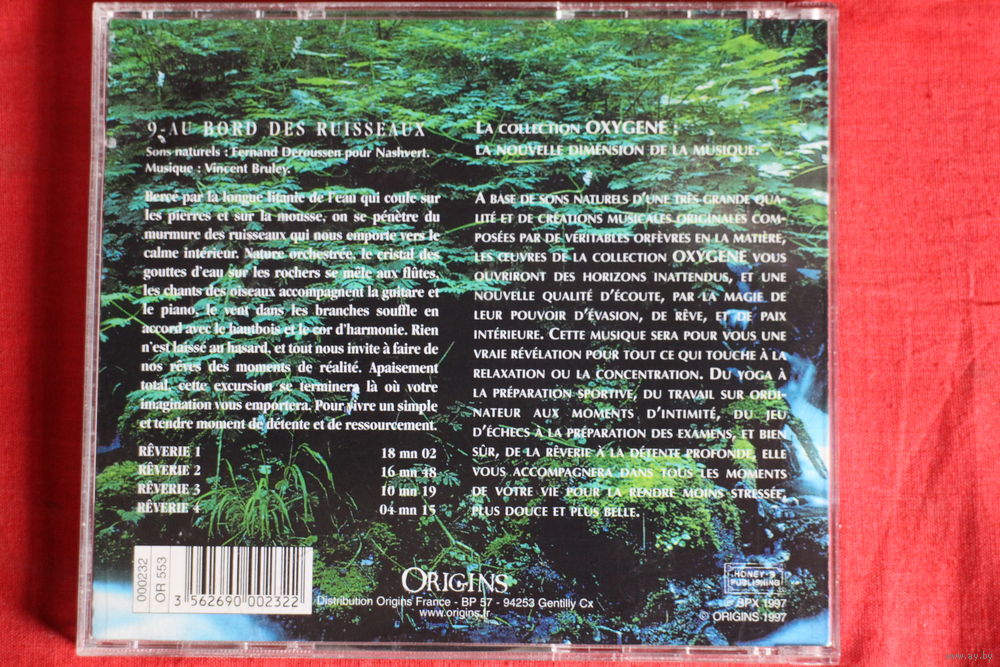 9-AU BORD DES RUISSEAUX
Sons naturels : Fernand Deroussen pour Nashvert.
Musique : Vincent Bruley.
Bercé par la longue litanie de l'eau qui coule sur
les pierres et sur la mousse, on se pénètre du
murmure des ruisseaux qui nous emporte vers le
calme intérieur. Nature orchestrée, le cristal des
gouttes d'eau sur les rochers se mêle aux flûtes,
les chants des oiseaux accompagnent la guitare et
le piano, le vent dans les branches souffle en
accord avec le hautbois et le cor d'harmonie. Rien
n'est laissé au hasard, et tout nous invite à faire de
nos rêves des moments de réalité. Apaisement
total, cette excursion se terminera là où votre
imagination vous emportera. Pour vivre un simple
et tendre moment de détente et de ressourcement.
RÊVERIE 1 18 mn 02
RÊVERIE 2 16 mn 48
RÊVERIE 3 10 mn 19
RÊVERIE 4 04 mn 15
LA COLLECTION OXYGENE :
LA NOUVELLE DIMENSION DE LA MUSIQUE.
A BASE DE SONS NATURELS D'UNE TRÈS GRANDE QUA-
LITÉ ET DE CRÉATIONS MUSICALES ORIGINALES COM-
POSÉES PAR DE VÉRITABLES ORFÈVRES EN LA MATIÈRE,
LES ŒUVRES DE LA COLLECTION OXYGENE VOUS
OUVRIRONT DES HORIZONS INATTENDUS, ET UNE
NOUVELLE QUALITÉ D'ÉCOUTE, PAR LA MAGIE DE
LEUR POUVOIR D'ÉVASION, DE RÊVE, ET DE PAIX
INTÉRIEURE. CETTE MUSIQUE SERA POUR VOUS UNE
VRAIE RÉVÉLATION POUR TOUT CE QUI TOUCHE À LA
RELAXATION OU LA CONCENTRATION. DU YOGA À
LA PRÉPARATION SPORTIVE, DU TRAVAIL SUR ORDI-
NATEUR AUX MOMENTS D'INTIMITÉ, DU JEU
D'ÉCHECS À LA PRÉPARATION DES EXAMENS, ET BIEN
SÛR, DE LA RÊVERIE À LA DÉTENTE PROFONDE, ELLE
VOUS ACCOMPAGNERA DANS TOUS LES MOMENTS
DE VOTRE VIE POUR LA RENDRE MOINS STRESSÉE,
PLUS DOUCE ET PLUS BELLE.
000232
OR 553
3 562690 002322
ORIGINS
Distribution Origins France - BP 57 - 94253 Gentilly Cx
www.origins.fr
HONEY'S
PUBLISHING
℗ BPX 1997
© ORIGINS 1997
www.ay.by